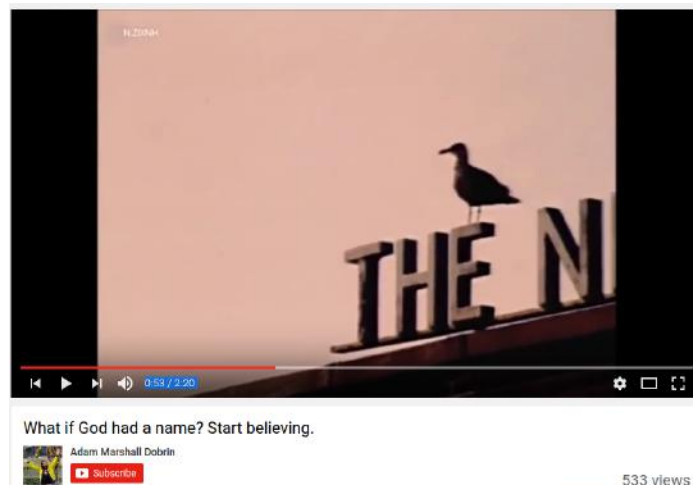 THE N
0:53 / 2:20
What if God had a name? Start believing.
Adam Marshall Dobrin
Subscribe
533 views